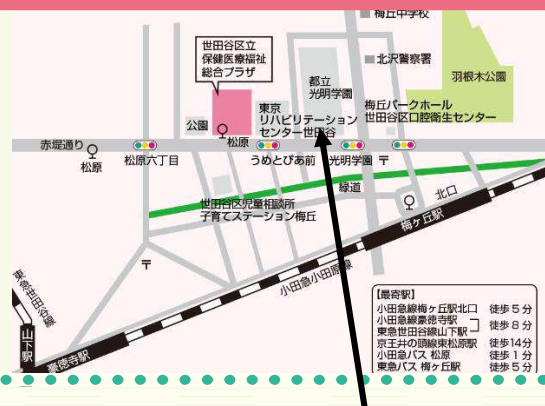 梅丘中学校
世田谷区立
保健医療福祉
総合プラザ
北沢警察署
都立
光明学園
羽根木公園
東京
リハビリテーション
センター世田谷
梅丘パークホール
世田谷区口腔衛生センター
公園
松原
赤堤通り
松原
松原六丁目
うめとぴあ前
光明学園
〒
世田谷区児童相談所
子育てステーション梅丘
緑道
北口
梅ヶ丘駅
〒
小田急小田原線
東急世田谷線
山下駅
豪徳寺駅
【最寄駅】
小田急線梅ヶ丘駅北口 徒歩5分
小田急線豪徳寺駅
東急世田谷線山下駅 徒歩8分
京王井の頭線東松原駅 徒歩14分
小田急バス 松原 徒歩1分
東急バス 梅ヶ丘駅 徒歩5分